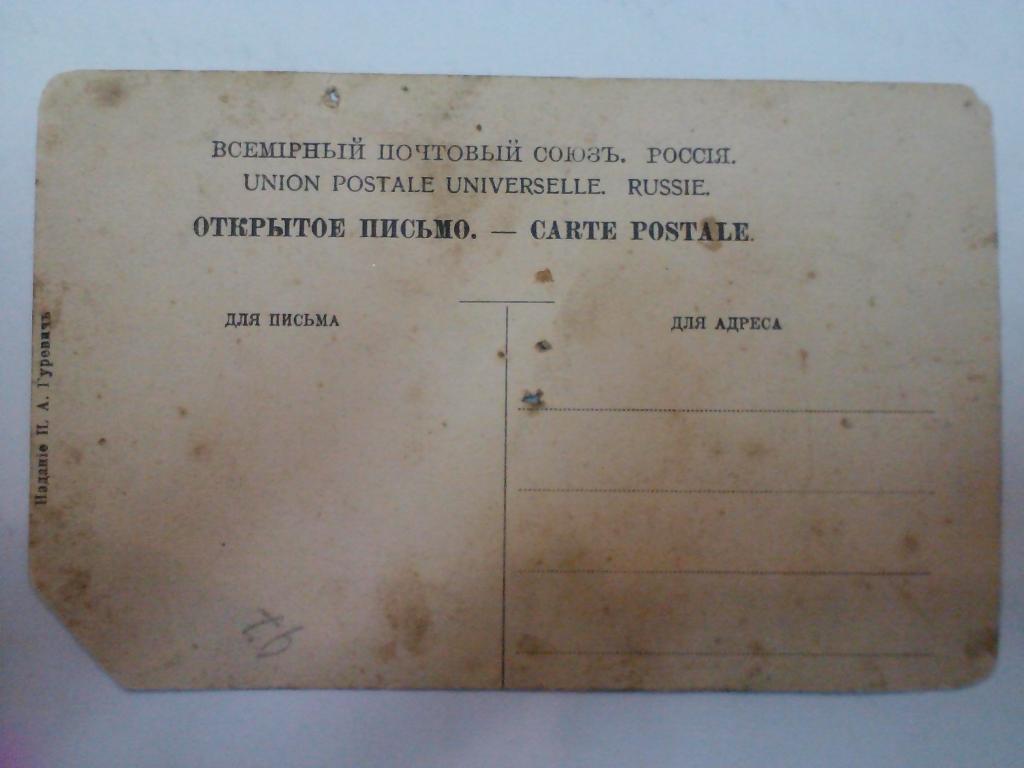 ВСЕМІРНЫЙ ПОЧТОВЫЙ СОЮЗЪ. РОССІЯ.
UNION POSTALE UNIVERSELLE. RUSSIE.
ОТКРЫТОЕ ПИСЬМО. — CARTE POSTALE.
ДЛЯ ПИСЬМА
ДЛЯ АДРЕСА
Изданіе П. А. Гуревичъ